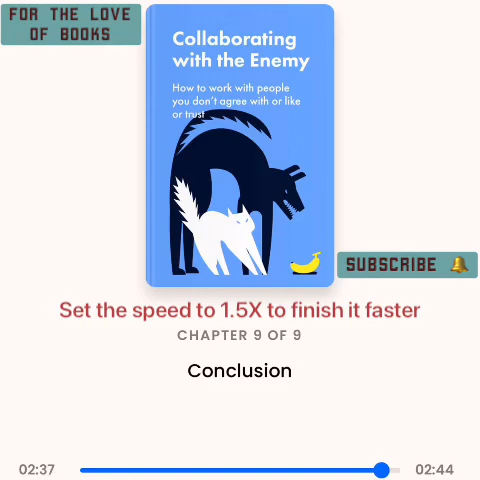 FOR THE LOVE
OF BOOKS
Collaborating
with the Enemy
How to work with people
you don't agree with or like
or trust
SUBSCRIBE 🔔
Set the speed to 1.5X to finish it faster
CHAPTER 9 OF 9
Conclusion
02:37
02:44